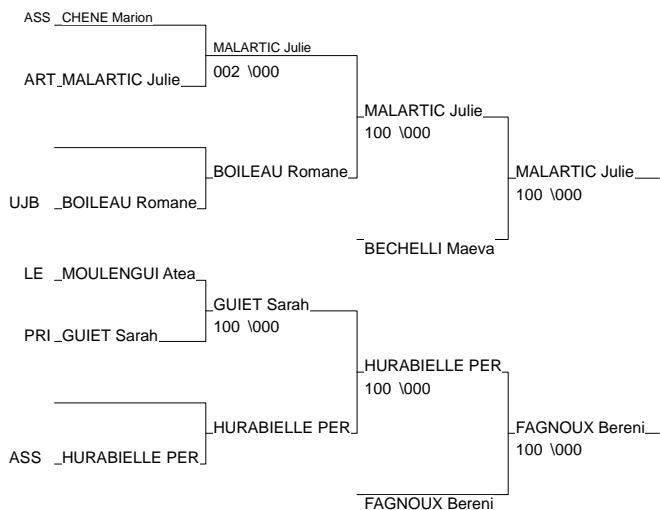 ASS CHENE Marion
MALARTIC Julie
002 \000
ART MALARTIC Julie
MALARTIC Julie
100 \000
BOILEAU Romane
MALARTIC Julie
100 \000
UJB BOILEAU Romane
BECHELLI Maeva
LE MOULENGUI Atea
GUIET Sarah
100 \000
PRI GUIET Sarah
HURABIELLE PER
100 \000
HURABIELLE PER
FAGNOUX Bereni
100 \000
ASS HURABIELLE PER
FAGNOUX Bereni